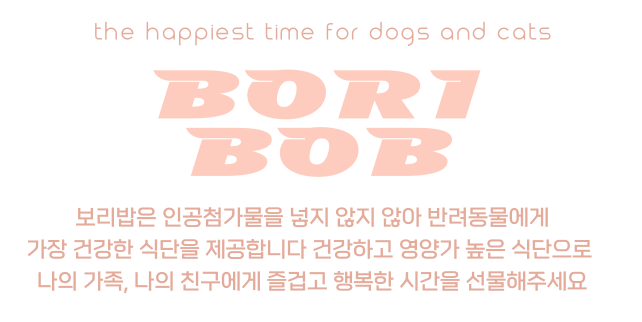 the happiest time for dogs and cats
BORI
BOB
보리밥은 인공첨가물을 넣지 않지 않아 반려동물에게
가장 건강한 식단을 제공합니다 건강하고 영양가 높은 식단으로
나의 가족, 나의 친구에게 즐겁고 행복한 시간을 선물해주세요